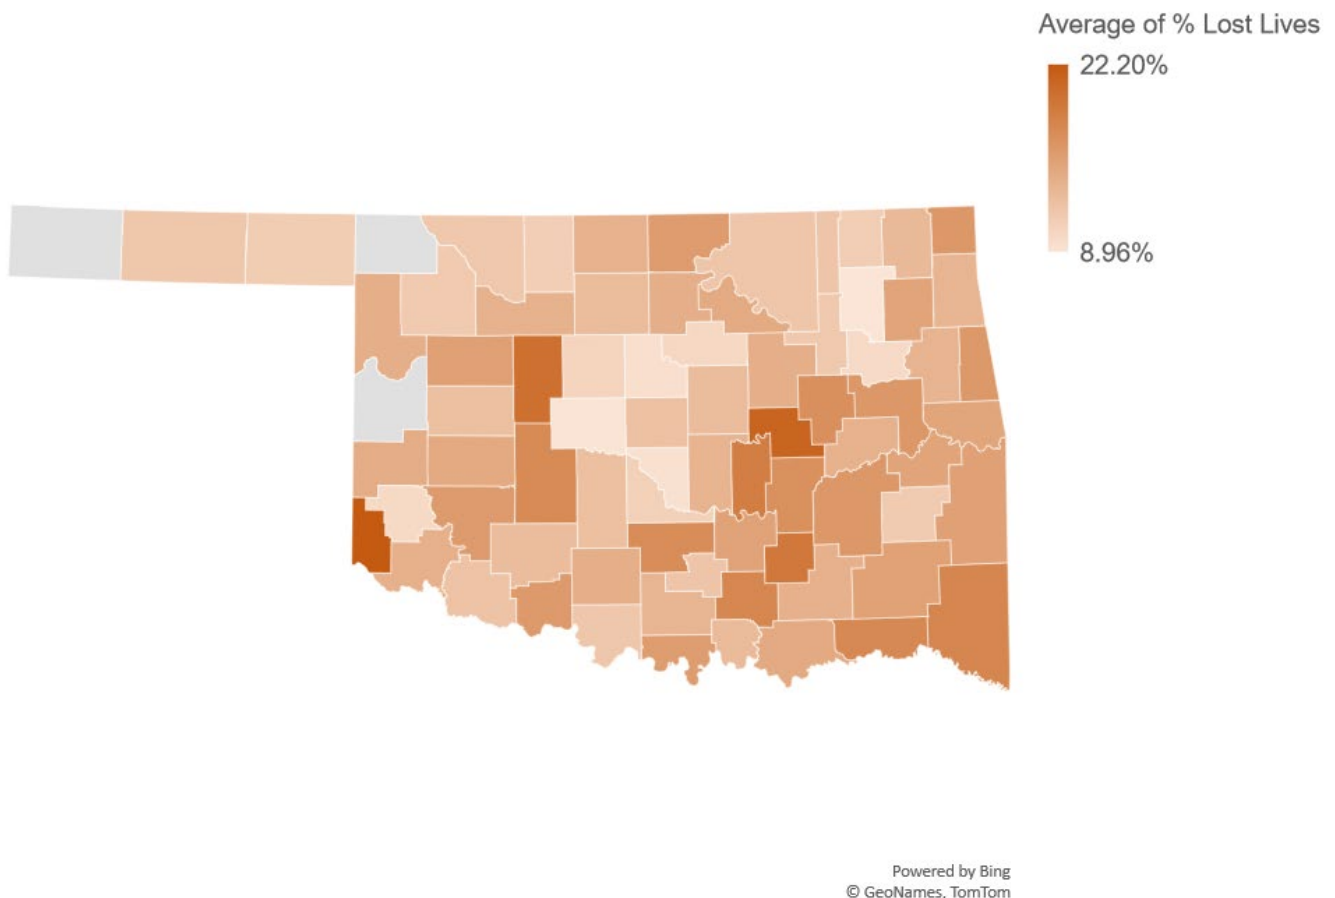 Average of % Lost Lives
22.20%
8.96%
Powered by Bing
© GeoNames, TomTom